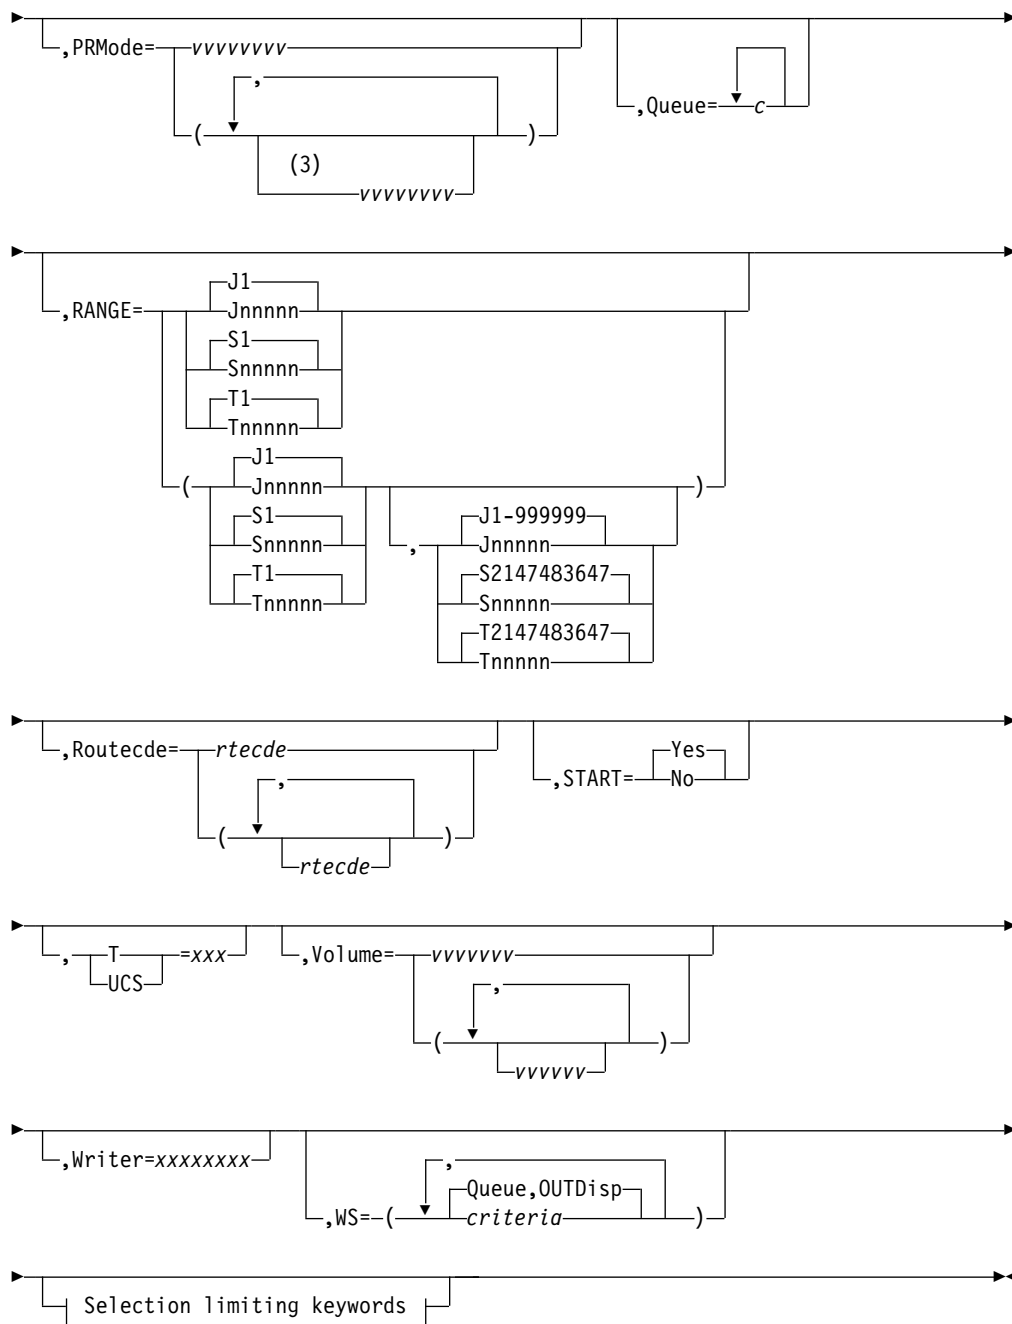 ,PRMode= vvvvvvvv
,
( (3) vvvvvvvv )
,Queue= c
,RANGE= J1
Jnnnnn
S1
Snnnnn
T1
Tnnnnn
( J1
Jnnnnn
S1
Snnnnn
T1
Tnnnnn
, J1-999999
Jnnnnn
S2147483647
Snnnnn
T2147483647
Tnnnnn
)
,Routecde= rtecde
,
( rtecde )
,START= Yes
No
, T =xxx
UCS
,Volume= vvvvvvv
,
( vvvvvv )
,Writer=xxxxxxxx
,
,WS=( Queue,OUTDisp
criteria )
Selection limiting keywords